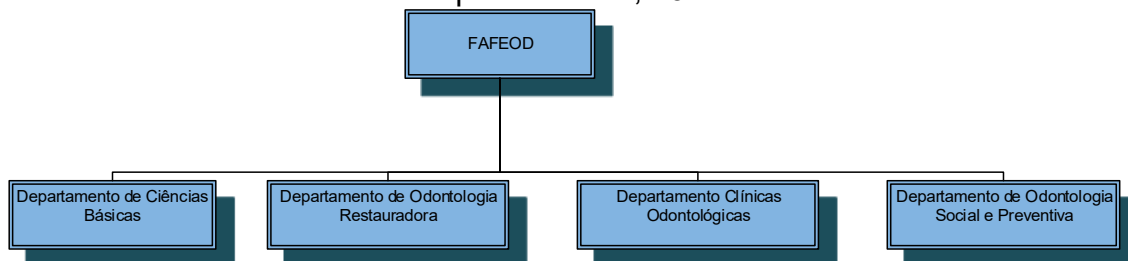 FAFEOD
Departamento de Ciências
Básicas
Departamento de Odontologia
Restauradora
Departamento Clínicas
Odontológicas
Departamento de Odontologia
Social e Preventiva